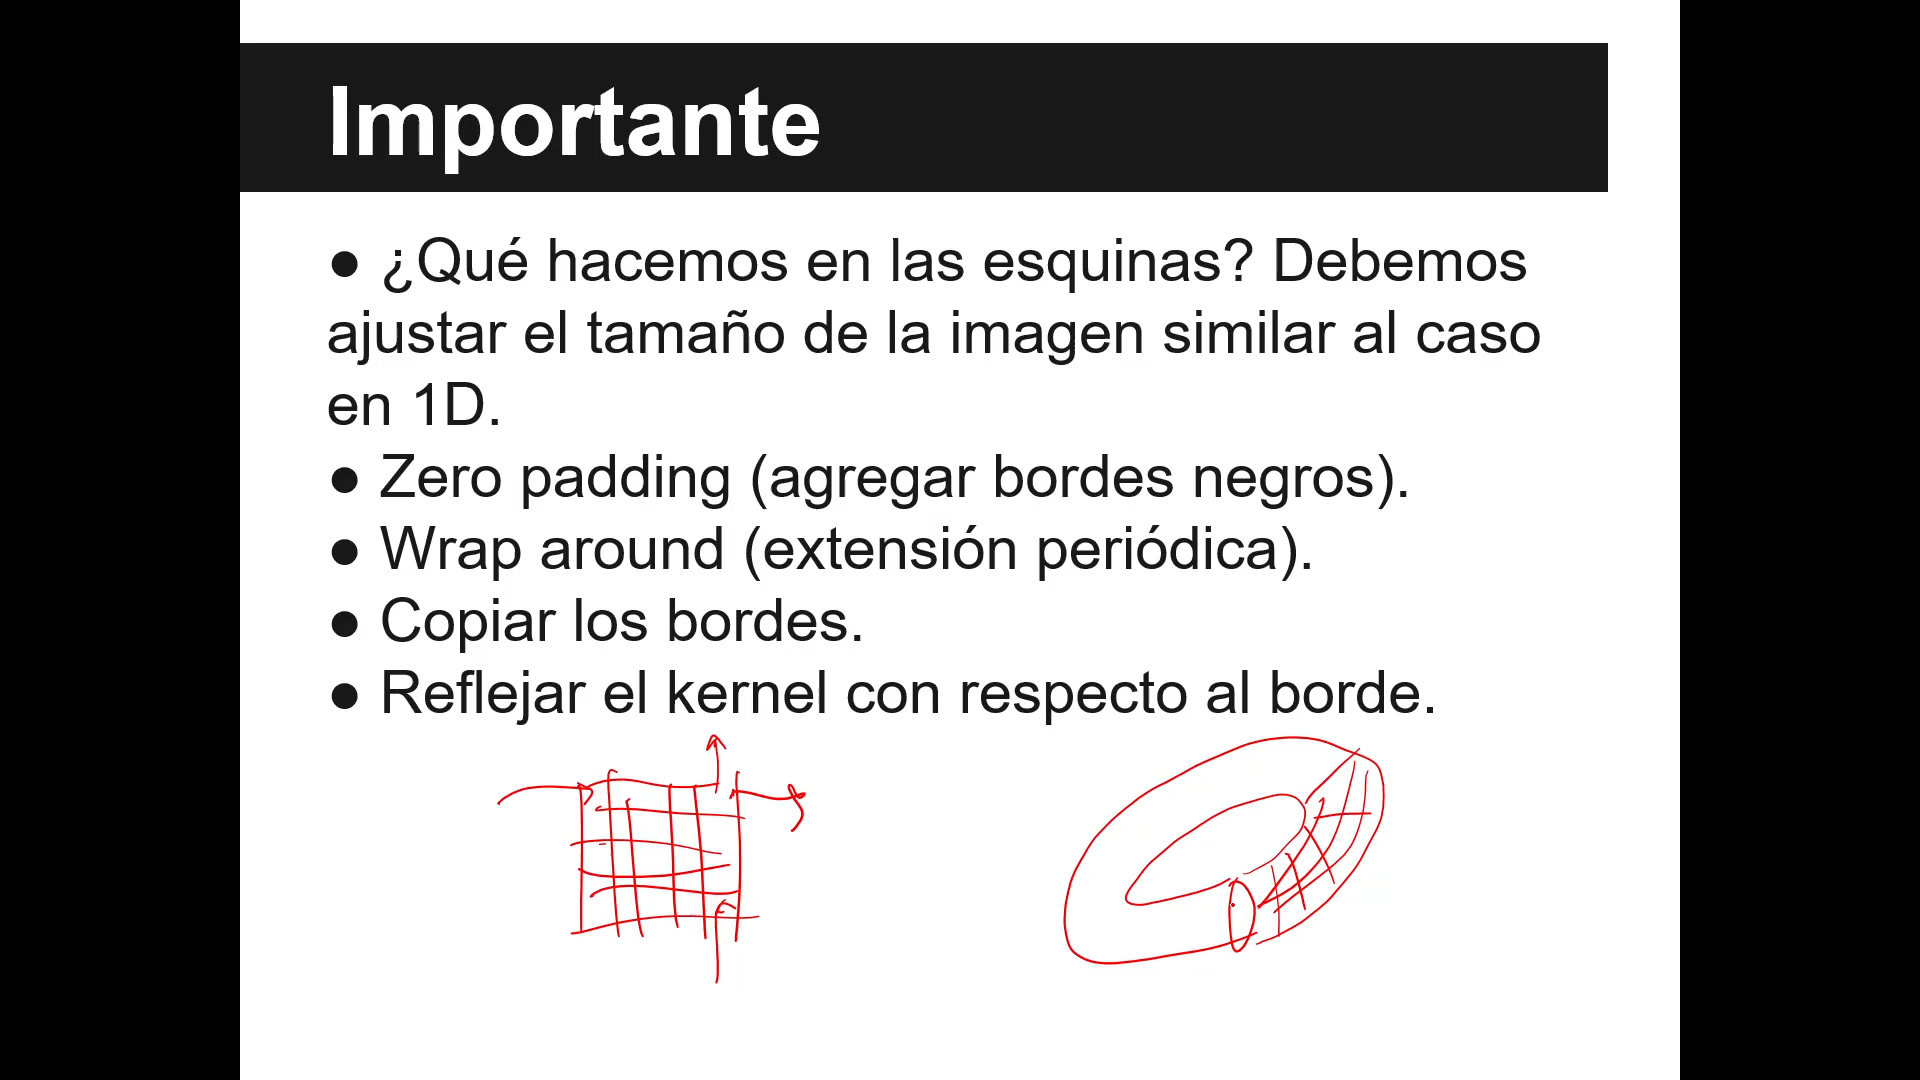 Importante
● ¿Qué hacemos en las esquinas? Debemos
ajustar el tamaño de la imagen similar al caso
en 1D.
● Zero padding (agregar bordes negros).
● Wrap around (extensión periódica).
● Copiar los bordes.
● Reflejar el kernel con respecto al borde.